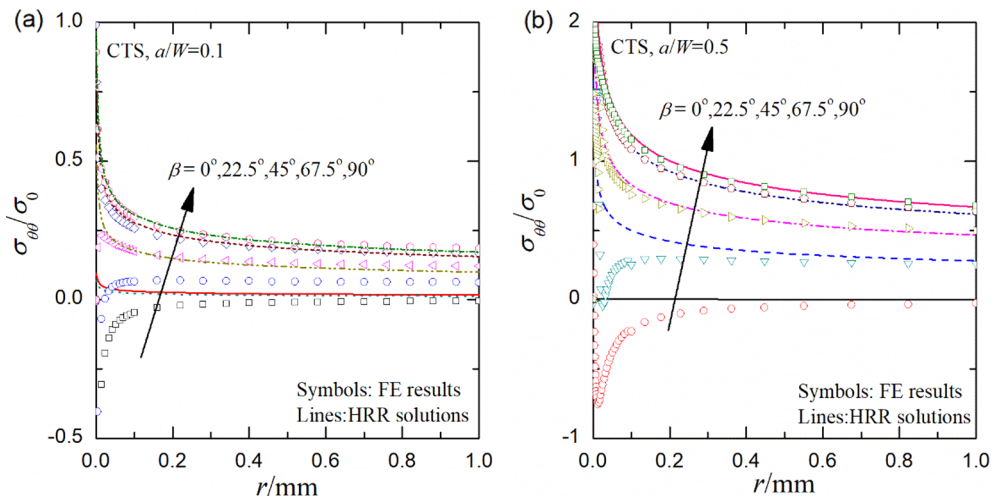 (a)
1.0
0.5
0.0
-0.5
σθθ/σ0
CTS, a/W=0.1
β = 0°,22.5°,45°,67.5°,90°
Symbols: FE results
Lines:HRR solutions
0.0 0.2 0.4 0.6 0.8 1.0
r/mm
(b)
2
1
0
-1
σθθ/σ0
CTS, a/W=0.5
β = 0°,22.5°,45°,67.5°,90°
Symbols: FE results
Lines:HRR solutions
0.0 0.2 0.4 0.6 0.8 1.0
r/mm